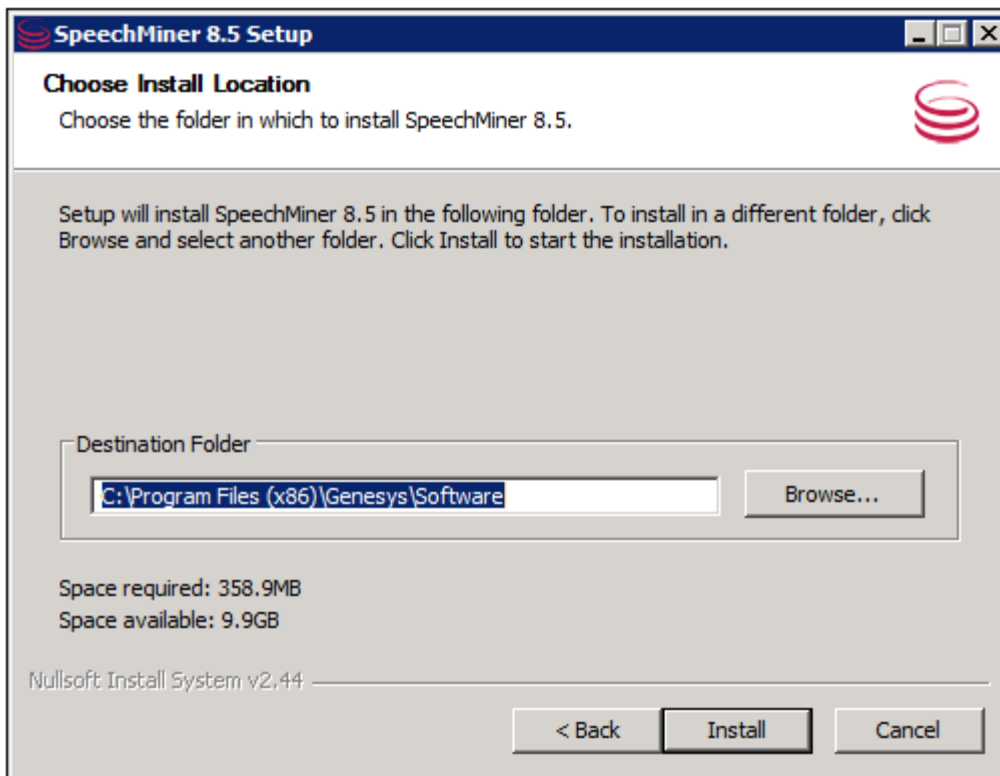 SpeechMiner 8.5 Setup
Choose Install Location
Choose the folder in which to install SpeechMiner 8.5.
Setup will install SpeechMiner 8.5 in the following folder. To install in a different folder, click
Browse and select another folder. Click Install to start the installation.
Destination Folder
C:\Program Files (x86)\Genesys\Software
Browse...
Space required: 358.9MB
Space available: 9.9GB
Nullsoft Install System v2.44
< Back
Install
Cancel